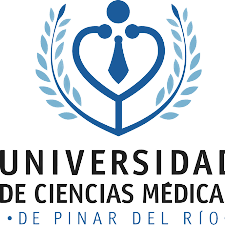 UNIVERSIDAD
DE CIENCIAS MÉDICA
•DE PINAR DEL RÍO•